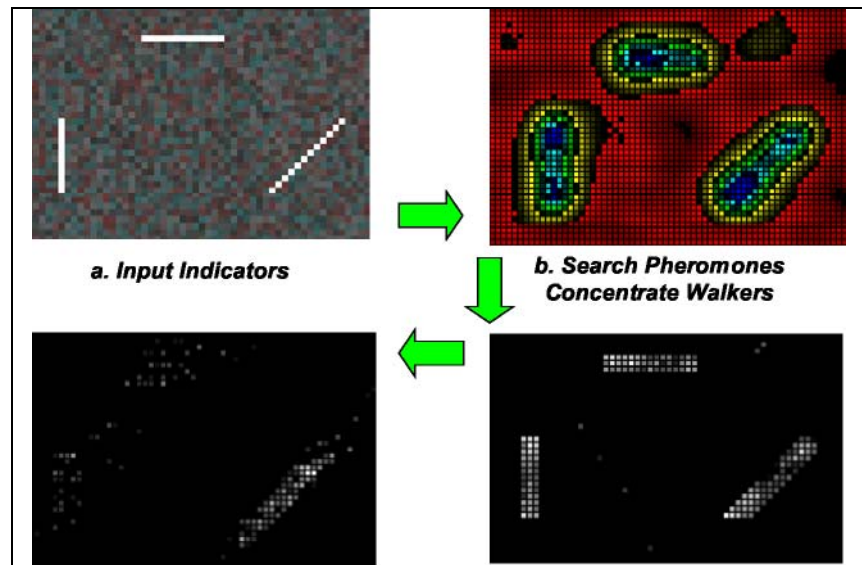 a. Input Indicators
b. Search Pheromones
Concentrate Walkers